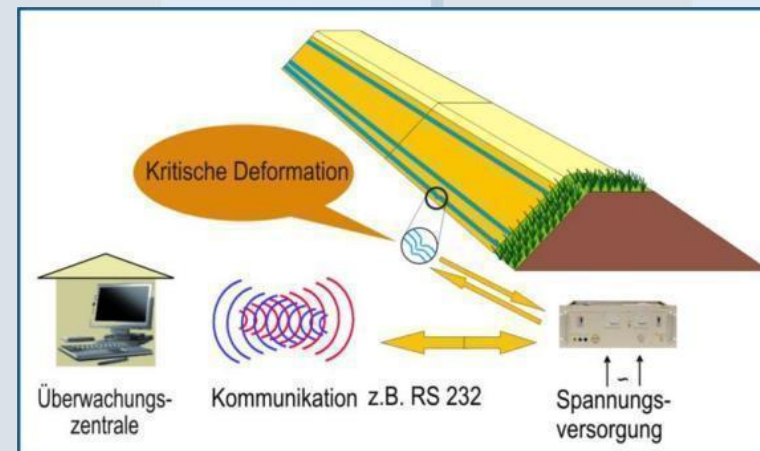 Kritische Deformation
Überwachungs-
zentrale
Kommunikation z.B. RS 232
Spannungs-
versorgung